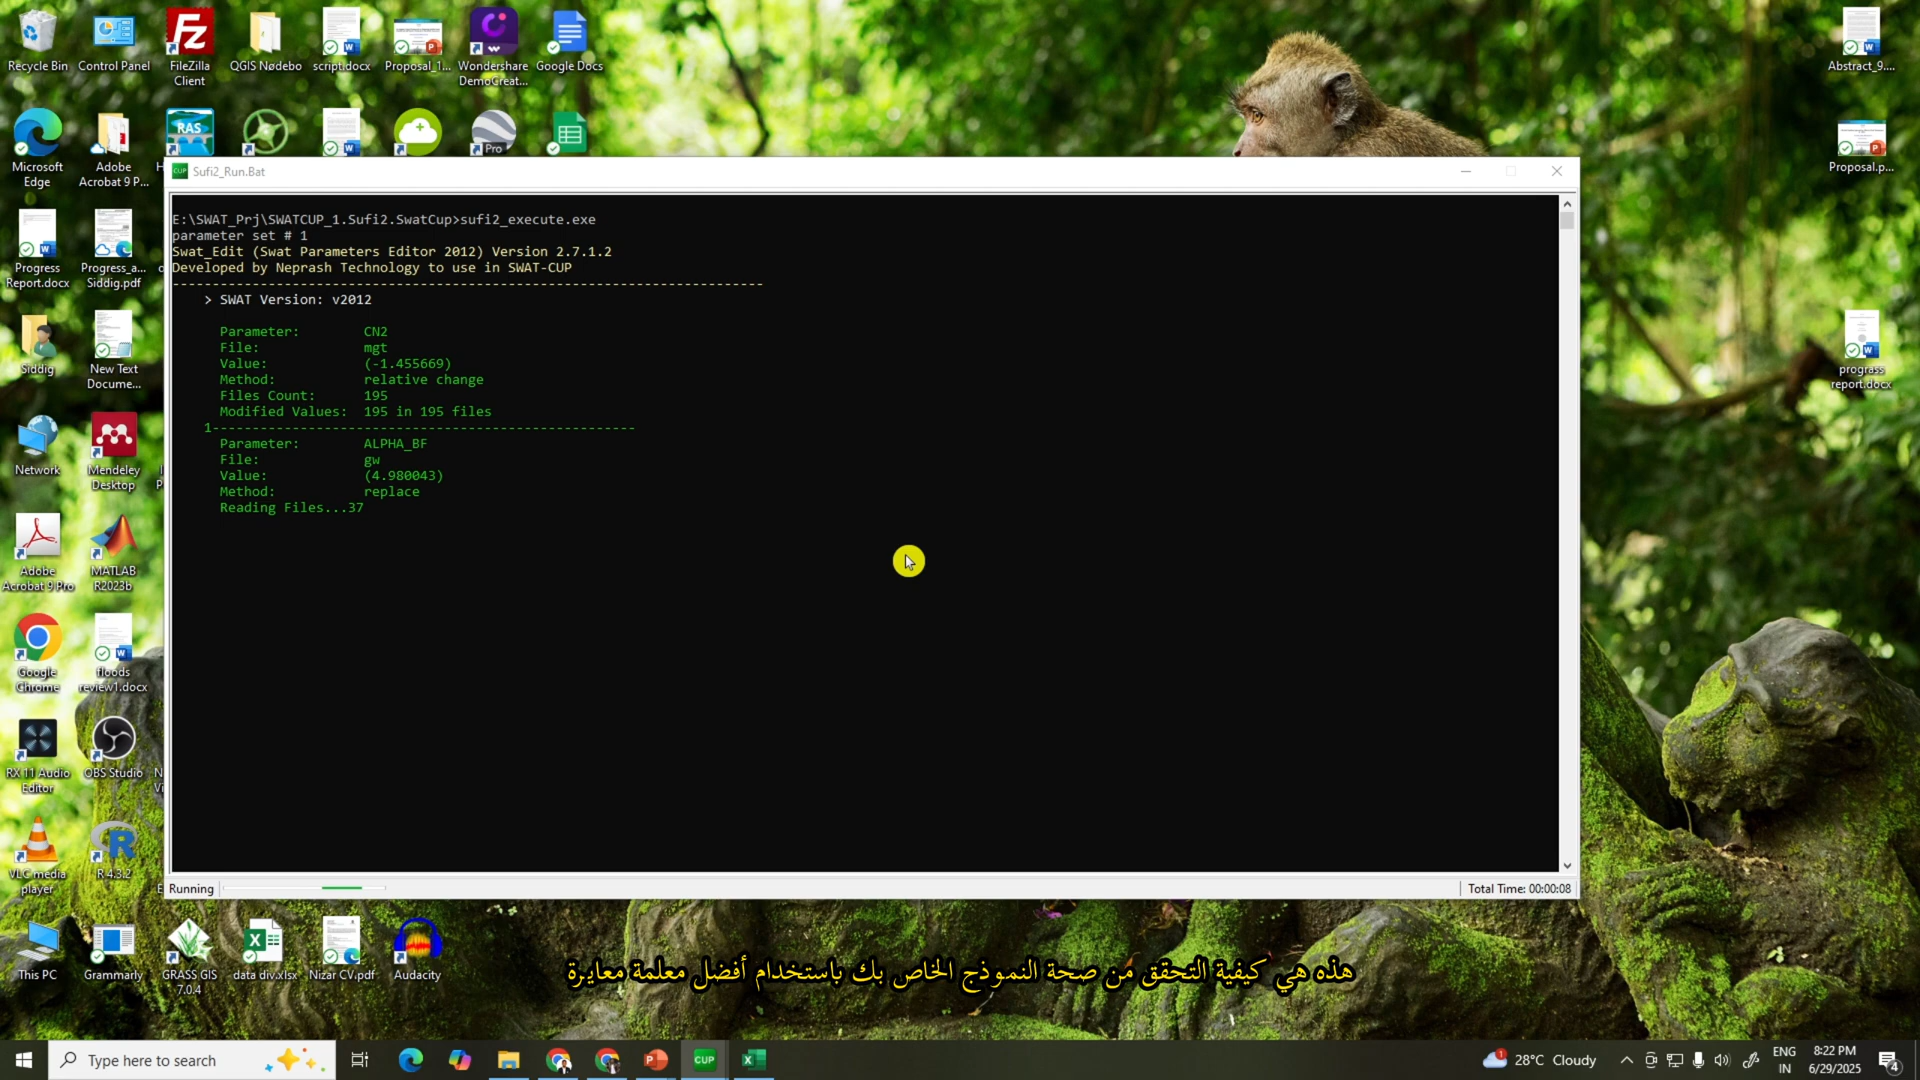 Recycle Bin
Control Panel
FileZilla Client
QGIS Nødebo
script.docx
Proposal_1...
Wondershare DemoCreat...
Google Docs
Abstract_9....
RAS
Pro
Microsoft Edge
Adobe Acrobat 9 P...
Proposal.p...
Sufi2_Run.Bat
E:\SWAT_Prj\SWATCUP_1.Sufi2.SwatCup>sufi2_execute.exe
parameter set # 1
Swat_Edit (Swat Parameters Editor 2012) Version 2.7.1.2
Developed by Neprash Technology to use in SWAT-CUP
--------------------------------------------------------------------------
> SWAT Version: v2012
Parameter: CN2
File: mgt
Value: (-1.455669)
Method: relative change
Files Count: 195
Modified Values: 195 in 195 files
1-----------------------------------------------------
Parameter: ALPHA_BF
File: gw
Value: (4.980043)
Method: replace
Reading Files...37
Running
Total Time: 00:00:08
Progress Report.docx
Progress_a... Siddig.pdf
Siddig
New Text Docume...
prograss report.docx
Network
Mendeley Desktop
Adobe Acrobat 9 Pro
MATLAB R2023b
Google Chrome
floods review1.docx
RX 11 Audio Editor
OBS Studio
VLC media player
R 4.3.2
This PC
Grammarly
GRASS GIS 7.0.4
data div.xlsx
Nizar CV.pdf
Audacity
هذه هي كيفية التحقق من صحة النموذج الخاص بك باستخدام أفضل معلمة معايرة
Type here to search
CUP
28°C Cloudy
ENG
IN
8:22 PM
6/29/2025
4